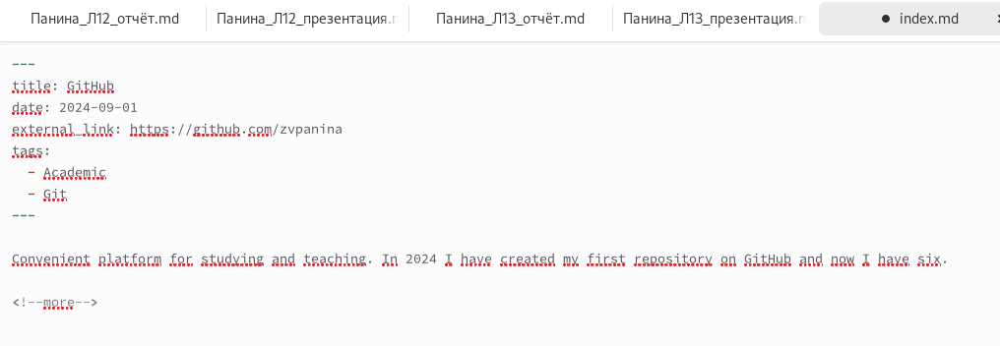 Панина_Л12_отчёт.md Панина_Л12_презентация.n Панина_Л13_отчёт.md Панина_Л13_презентация.n ● index.md
---
title: GitHub
date: 2024-09-01
external_link: https://github.com/zvpanina
tags:
- Academic
- Git
---
Convenient platform for studying and teaching. In 2024 I have created my first repository on GitHub and now I have six.
<!--more-->